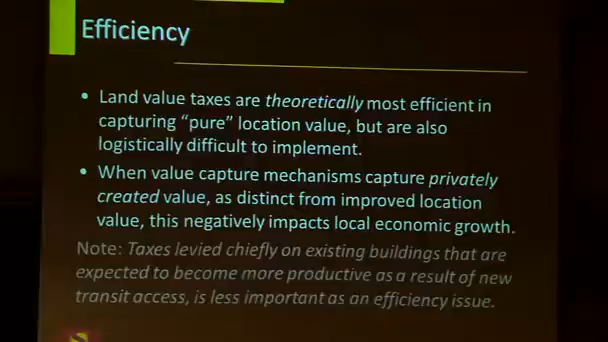 Efficiency
• Land value taxes are theoretically most efficient in
capturing “pure” location value, but are also
logistically difficult to implement.
• When value capture mechanisms capture privately
created value, as distinct from improved location
value, this negatively impacts local economic growth.
Note: Taxes levied chiefly on existing buildings that are
expected to become more productive as a result of new
transit access, is less important as an efficiency issue.